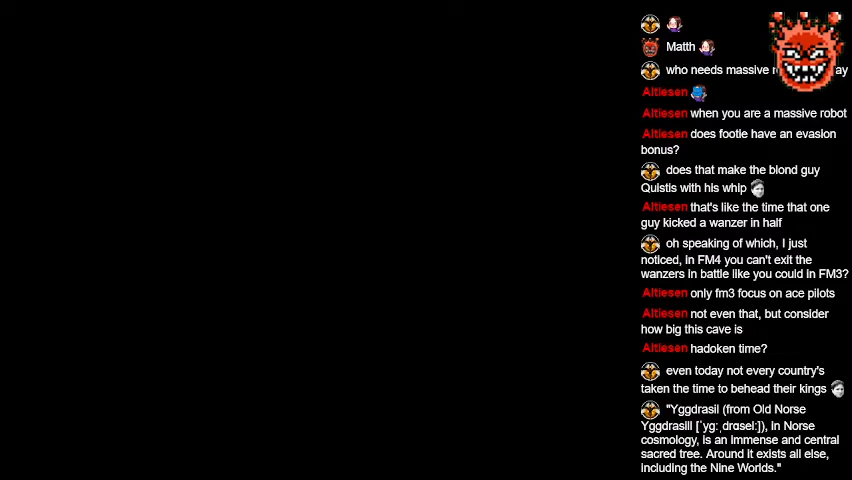 Matth
who needs massive
ay
Altiesen
Altiesen when you are a massive robot
Altiesen does footie have an evasion
bonus?
does that make the blond guy
Quistis with his whip
Altiesen that's like the time that one
guy kicked a wanzer in half
oh speaking of which, I just
noticed, in FM4 you can't exit the
wanzers in battle like you could in FM3?
Altiesen only fm3 focus on ace pilots
Altiesen not even that, but consider
how big this cave is
Altiesen hadoken time?
even today not every country's
taken the time to behead their kings
"Yggdrasil (from Old Norse
Yggdrasill [ˈyɡːˌdrɑselː]), in Norse
cosmology, is an immense and central
sacred tree. Around it exists all else,
including the Nine Worlds."